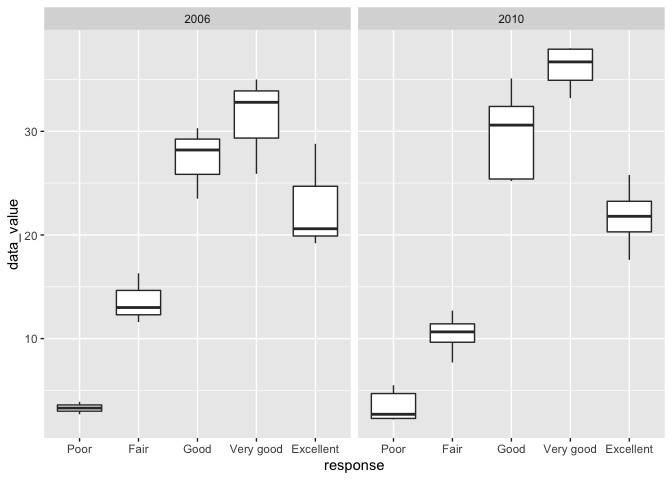 2006 2010
data_value
30
20
10
Poor Fair Good Very good Excellent Poor Fair Good Very good Excellent
response